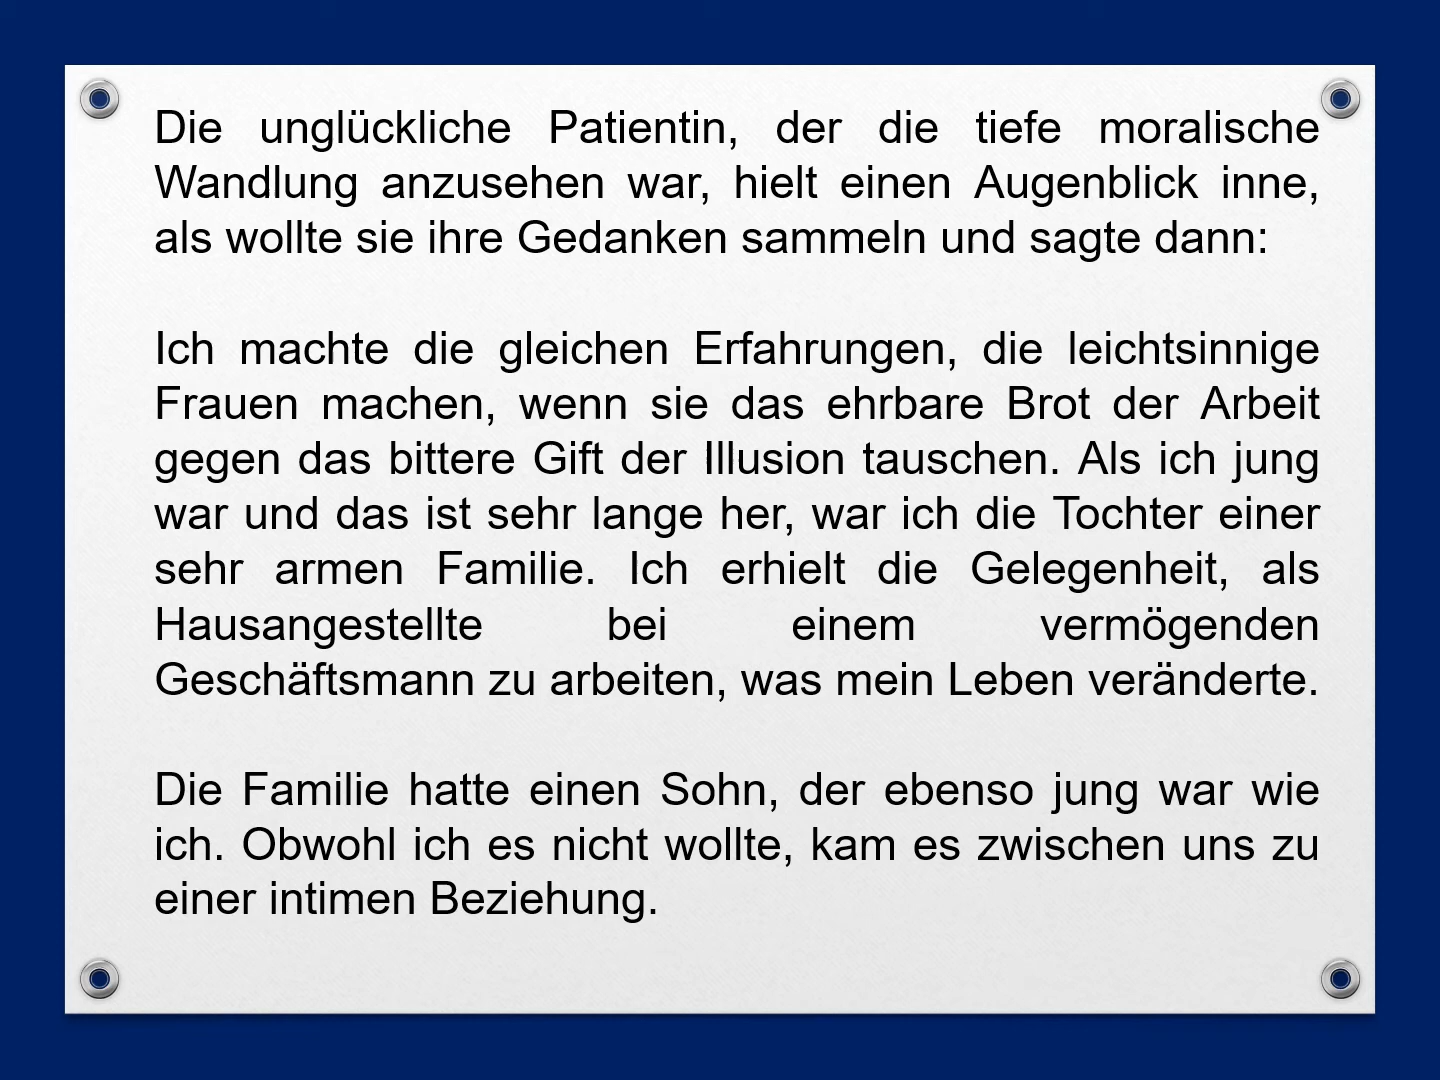 Die unglückliche Patientin, der die tiefe moralische
Wandlung anzusehen war, hielt einen Augenblick inne,
als wollte sie ihre Gedanken sammeln und sagte dann:
Ich machte die gleichen Erfahrungen, die leichtsinnige
Frauen machen, wenn sie das ehrbare Brot der Arbeit
gegen das bittere Gift der Illusion tauschen. Als ich jung
war und das ist sehr lange her, war ich die Tochter einer
sehr armen Familie. Ich erhielt die Gelegenheit, als
Hausangestellte bei einem vermögenden
Geschäftsmann zu arbeiten, was mein Leben veränderte.
Die Familie hatte einen Sohn, der ebenso jung war wie
ich. Obwohl ich es nicht wollte, kam es zwischen uns zu
einer intimen Beziehung.